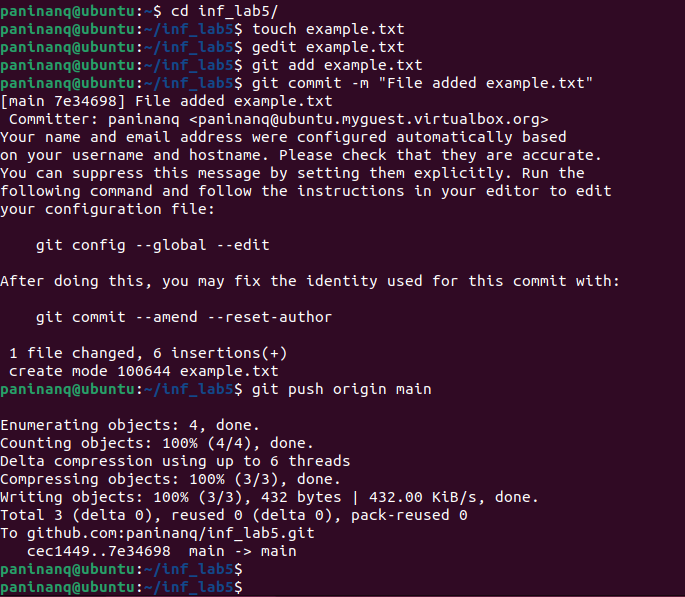 paninanq@ubuntu:~$ cd inf_lab5/
paninanq@ubuntu:~/inf_lab5$ touch example.txt
paninanq@ubuntu:~/inf_lab5$ gedit example.txt
paninanq@ubuntu:~/inf_lab5$ git add example.txt
paninanq@ubuntu:~/inf_lab5$ git commit -m "File added example.txt"
[main 7e34698] File added example.txt
 Committer: paninanq <paninanq@ubuntu.myguest.virtualbox.org>
Your name and email address were configured automatically based
on your username and hostname. Please check that they are accurate.
You can suppress this message by setting them explicitly. Run the
following command and follow the instructions in your editor to edit
your configuration file:

    git config --global --edit

After doing this, you may fix the identity used for this commit with:

    git commit --amend --reset-author

 1 file changed, 6 insertions(+)
 create mode 100644 example.txt
paninanq@ubuntu:~/inf_lab5$ git push origin main

Enumerating objects: 4, done.
Counting objects: 100% (4/4), done.
Delta compression using up to 6 threads
Compressing objects: 100% (3/3), done.
Writing objects: 100% (3/3), 432 bytes | 432.00 KiB/s, done.
Total 3 (delta 0), reused 0 (delta 0), pack-reused 0
To github.com:paninanq/inf_lab5.git
   cec1449..7e34698  main -> main
paninanq@ubuntu:~/inf_lab5$
paninanq@ubuntu:~/inf_lab5$